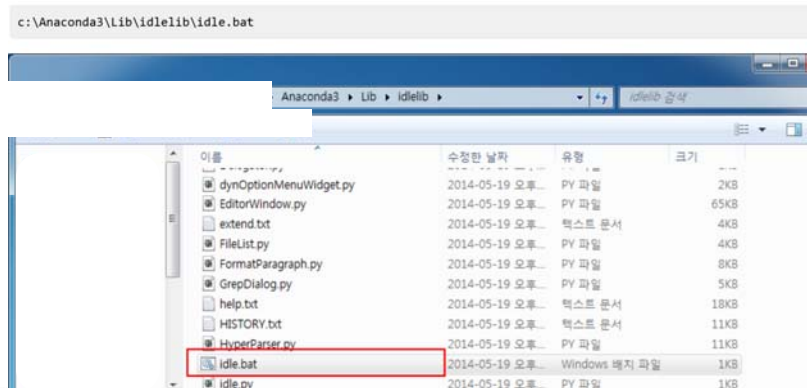 c:\Anaconda3\Lib\idlelib\idle.bat
Anaconda3 ▸ Lib ▸ idlelib ▸ idlelib 검색
이름 수정한 날짜 유형 크기
dynOptionMenuWidget.py 2014-05-19 오후... PY 파일 2KB
EditorWindow.py 2014-05-19 오후... PY 파일 65KB
extend.txt 2014-05-19 오후... 텍스트 문서 4KB
FileList.py 2014-05-19 오후... PY 파일 4KB
FormatParagraph.py 2014-05-19 오후... PY 파일 8KB
GrepDialog.py 2014-05-19 오후... PY 파일 5KB
help.txt 2014-05-19 오후... 텍스트 문서 18KB
HISTORY.txt 2014-05-19 오후... 텍스트 문서 11KB
HyperParser.py 2014-05-19 오후... PY 파일 11KB
idle.bat 2014-05-19 오후... Windows 배치 파일 1KB
idle.py 2014-05-19 오후... PY 파일 1KB